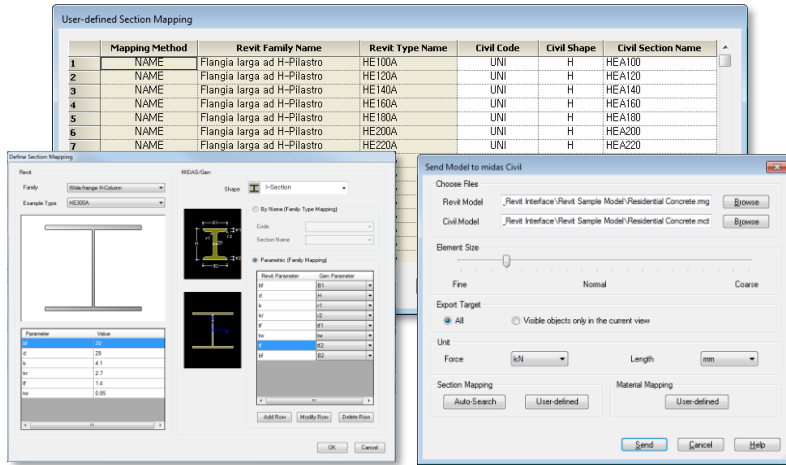 User-defined Section Mapping
Mapping Method Revit Family Name Revit Type Name Civil Code Civil Shape Civil Section Name
1 NAME Flangia larga ad H-Pilastro HE100A UNI H HEA100
2 NAME Flangia larga ad H-Pilastro HE120A UNI H HEA120
3 NAME Flangia larga ad H-Pilastro HE140A UNI H HEA140
4 NAME Flangia larga ad H-Pilastro HE160A UNI H HEA160
5 NAME Flangia larga ad H-Pilastro HE180A UNI H HEA180
6 NAME Flangia larga ad H-Pilastro HE200A UNI H HEA200
7 NAME Flangia larga ad H-Pilastro HE220A UNI H HEA220
Define Section Mapping
Revit
Family Wide Flange H-Column
Example Type HE300A
Parameter Value
bf 30
d 29
k 4.1
kr 2.7
tf 1.4
tw 0.85
MIDAS/Gen
Shape I-Section
By Name (Family Type Mapping)
Code
Section Name
Parametric (Family Mapping)
Revit Parameter Gen Parameter
bf B1
d H
k r1
kr r2
tf tf1
tw tw
tf tf2
bf B2
Add Row Modify Row Delete Row
OK Cancel
Send Model to midas Civil
Choose Files
Revit Model _Revit Interface\Revit Sample Model\Residential Concrete.mg Browse
Civil Model _Revit Interface\Revit Sample Model\Residential Concrete.mct Browse
Element Size
Fine Normal Coarse
Export Target
All Visible objects only in the current view
Unit
Force kN Length mm
Section Mapping Material Mapping
Auto-Search User-defined User-defined
Send Cancel Help